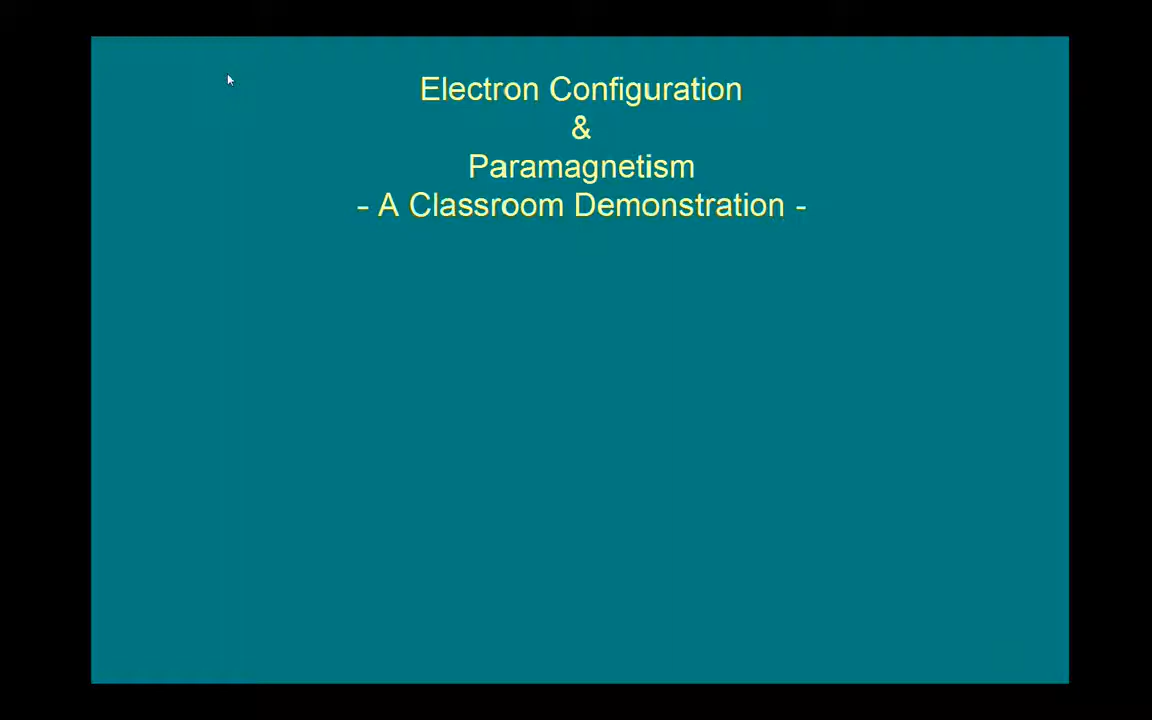 Electron Configuration
&
Paramagnetism
- A Classroom Demonstration -